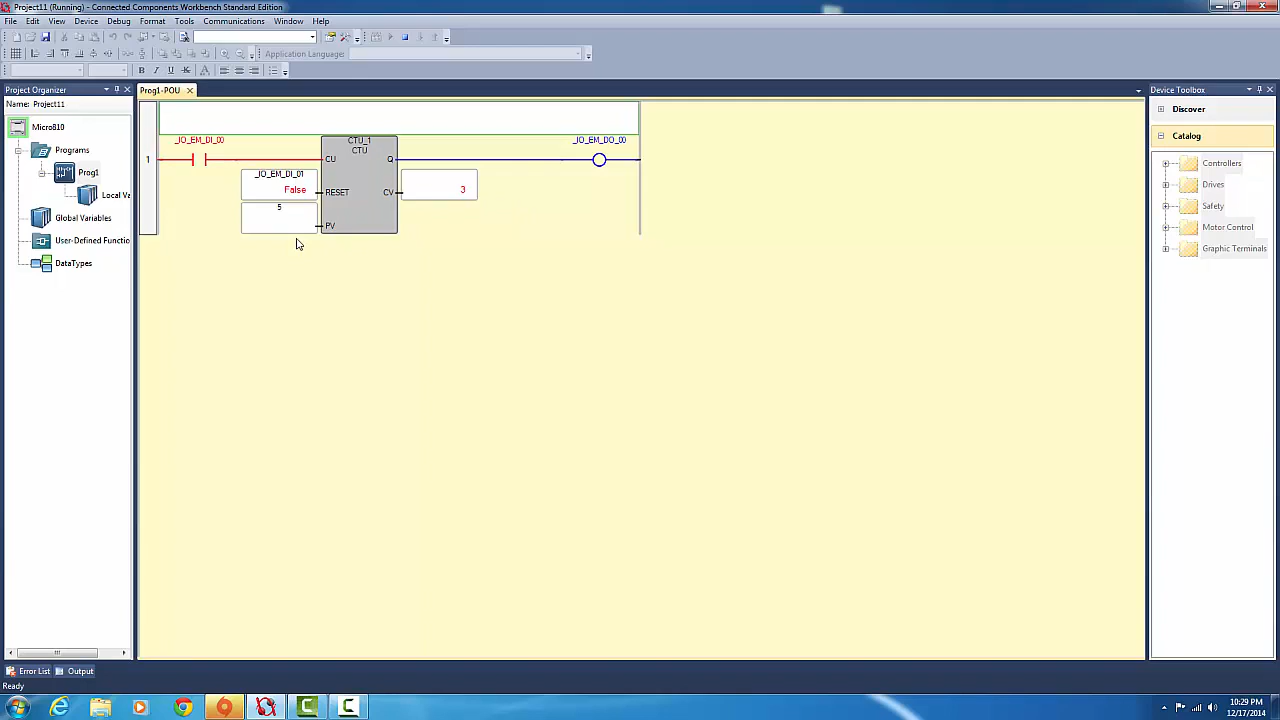 Project11 (Running) - Connected Components Workbench Standard Edition
File Edit View Debug Format Tools Communications Window Help
Application Language:
B I U S A
Project Organizer
Name: Project11
Micro810
Programs
Prog1
Local Va
Global Variables
User-Defined Functio
DataTypes
Prog1-POU
1
_IO_EM_DI_00
CTU_1
CTU
_IO_EM_DO_00
CU Q
_IO_EM_DI_01
False RESET CV 3
5
PV
Device Toolbox
Discover
Catalog
Controllers
Drives
Safety
Motor Control
Graphic Terminals
Error List Output
Ready
10:29 PM
12/17/2014